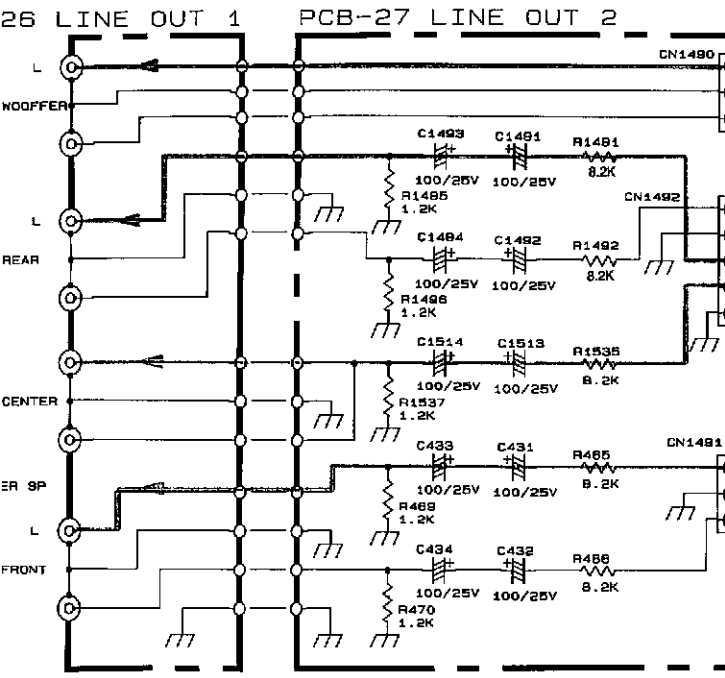 26 LINE OUT 1
PCB-27 LINE OUT 2
CN1490
L
WOOFFER
C1493 C1491 R1491
100/25V 100/25V 8.2K
R1495
1.2K
CN1492
L
C1494 C1492 R1492
REAR
100/25V 100/25V 8.2K
R1496
1.2K
C1514 C1513 R1535
100/25V 100/25V 8.2K
CENTER
R1537
1.2K
C433 C431 R465
CN1491
ER SP
100/25V 100/25V 8.2K
R469
1.2K
L
C434 C432 R466
FRONT
100/25V 100/25V 8.2K
R470
1.2K